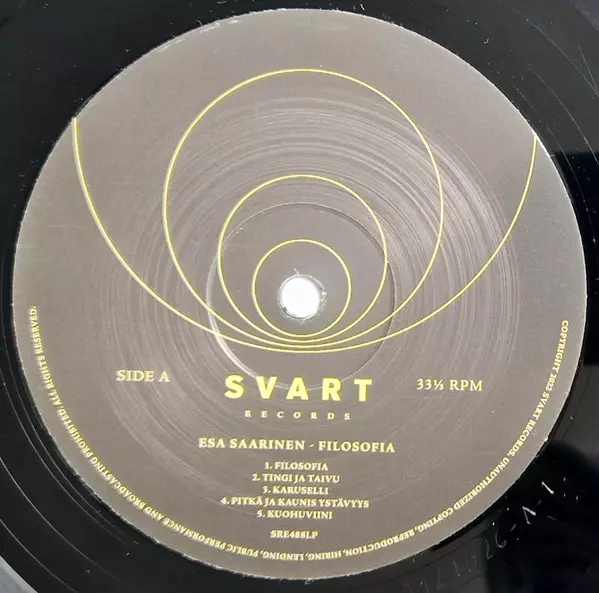 SIDE A
SVART
RECORDS
33⅓ RPM
ESA SAARINEN - FILOSOFIA
1. FILOSOFIA
2. TINGI JA TAIVU
3. KARUSELLI
4. PITKÄ JA KAUNIS YSTÄVYYS
5. KUOHUVIINI
SRE488LP
COPYRIGHT 2022 SVART RECORDS. UNAUTHORIZED COPYING, REPRODUCTION, HIRING, LENDING, PUBLIC PERFORMANCE AND BROADCASTING PROHIBITED. ALL RIGHTS RESERVED.